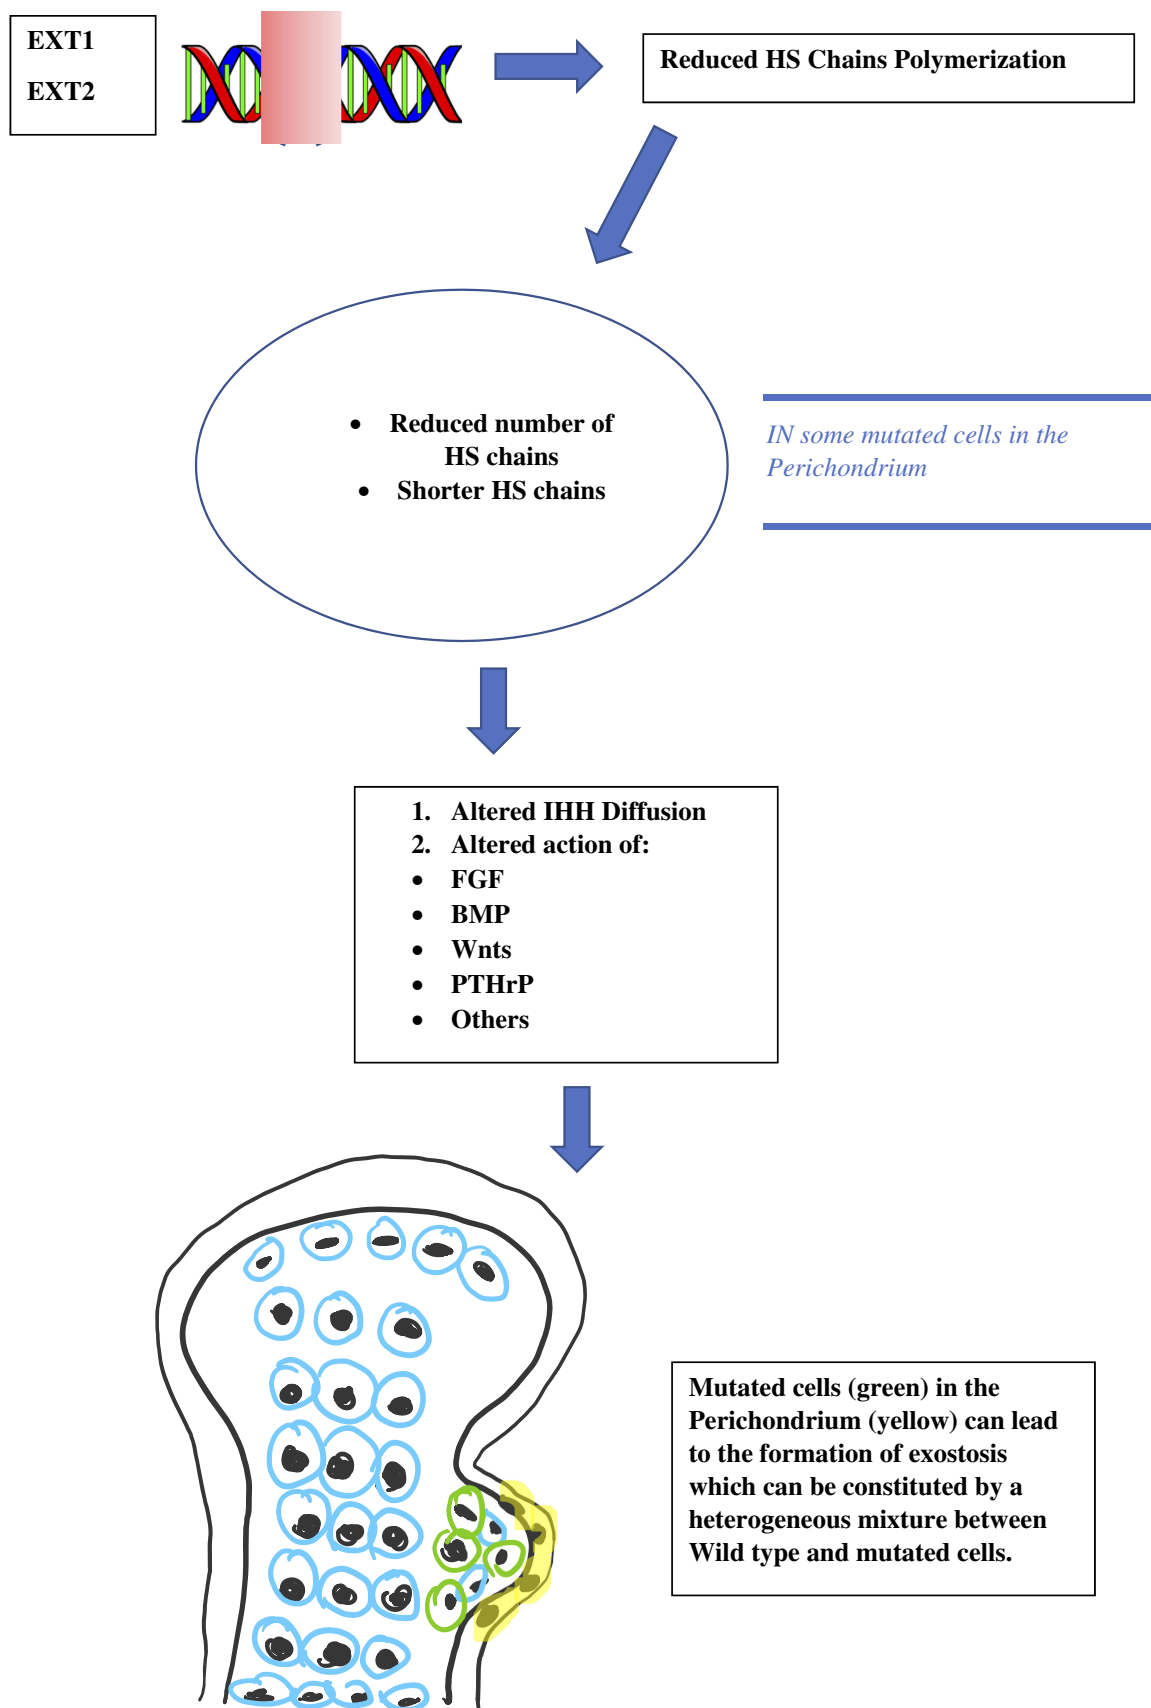 EXT1
EXT2
Reduced HS Chains Polymerization
• Reduced number of
HS chains
• Shorter HS chains
IN some mutated cells in the
Perichondrium
1. Altered IHH Diffusion
2. Altered action of:
• FGF
• BMP
• Wnts
• PTHrP
• Others
Mutated cells (green) in the
Perichondrium (yellow) can lead
to the formation of exostosis
which can be constituted by a
heterogeneous mixture between
Wild type and mutated cells.